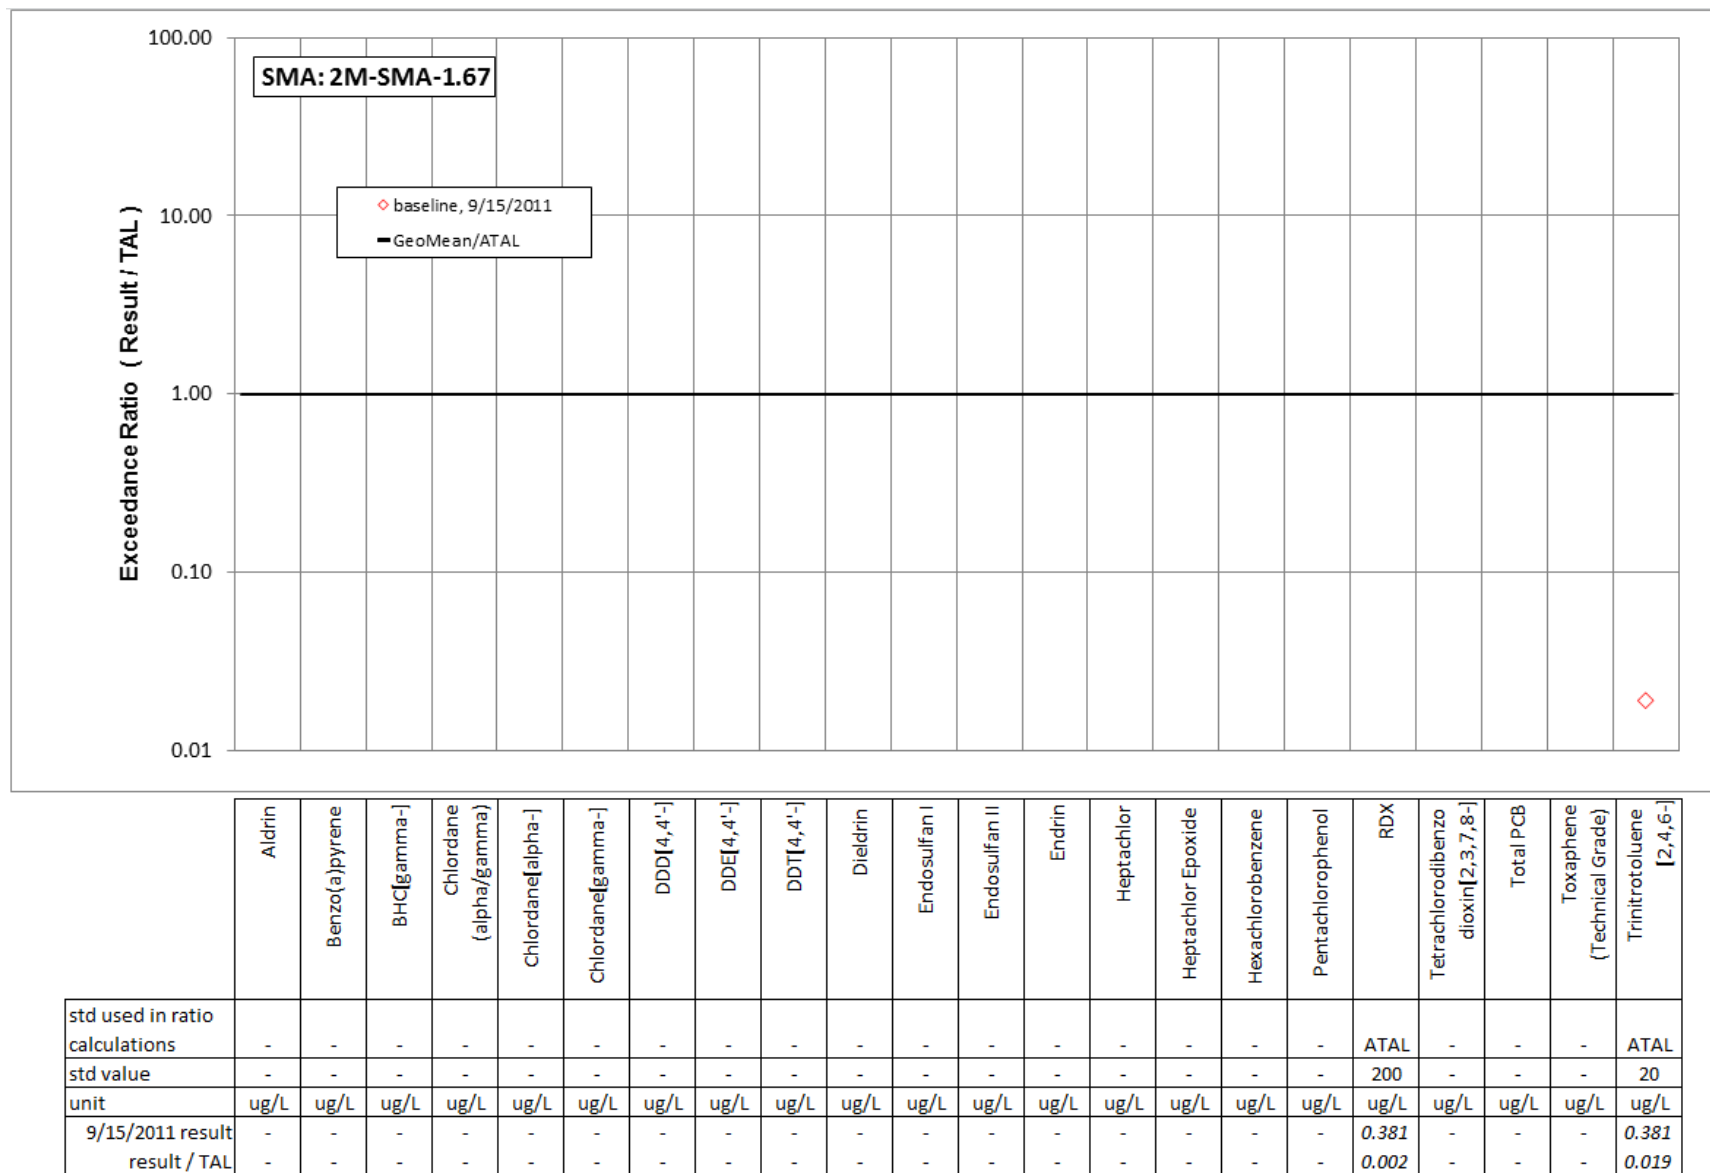 100.00
SMA: 2M-SMA-1.67
baseline, 9/15/2011
GeoMean/ATAL
10.00
1.00
0.10
0.01
Exceedance Ratio ( Result / TAL )
Aldrin
Benzo(a)pyrene
BHC[gamma-]
Chlordane
(alpha/gamma)
Chlordane[alpha-]
Chlordane[gamma-]
DDD[4,4'-]
DDE[4,4'-]
DDT[4,4'-]
Dieldrin
Endosulfan I
Endosulfan II
Endrin
Heptachlor
Heptachlor Epoxide
Hexachlorobenzene
Pentachlorophenol
RDX
Tetrachlorodibenzo
dioxin[2,3,7,8-]
Total PCB
Toxaphene
(Technical Grade)
Trinitrotoluene
[2,4,6-]
std used in ratio
calculations - - - - - - - - - - - - - - - - - ATAL - - - ATAL
std value - - - - - - - - - - - - - - - - - 200 - - - 20
unit ug/L ug/L ug/L ug/L ug/L ug/L ug/L ug/L ug/L ug/L ug/L ug/L ug/L ug/L ug/L ug/L ug/L ug/L ug/L ug/L ug/L ug/L
9/15/2011 result - - - - - - - - - - - - - - - - - 0.381 - - - 0.381
result / TAL - - - - - - - - - - - - - - - - - 0.002 - - - 0.019